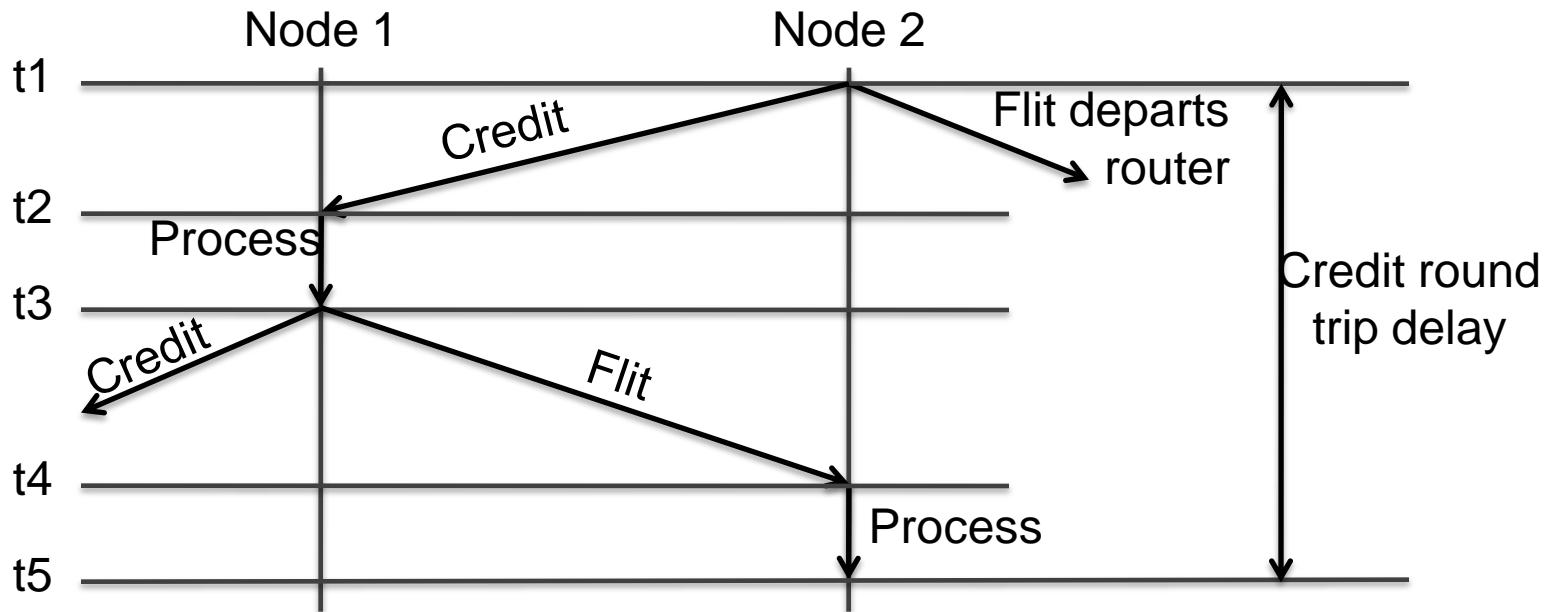 Node 1
Node 2
t1
Credit
Flit departs
router
t2
Process
Credit round
trip delay
t3
Credit
Flit
t4
Process
t5